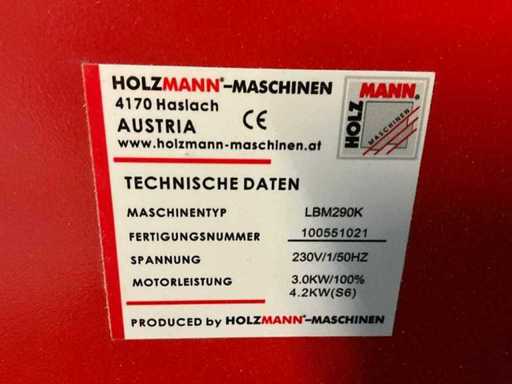 HOLZMANN®-MASCHINEN
4170 Haslach
AUSTRIA CE
www.holzmann-maschinen.at
HOLZ MANN®
MASCHINEN
TECHNISCHE DATEN
MASCHINENTYP LBM290K
FERTIGUNGSNUMMER 100551021
SPANNUNG 230V/1/50HZ
MOTORLEISTUNG 3.0KW/100%
4.2KW(S6)
PRODUCED by HOLZMANN®-MASCHINEN